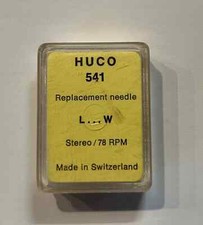 HUCO
541
Replacement needle
L...W
Stereo/78 RPM
Made in Switzerland